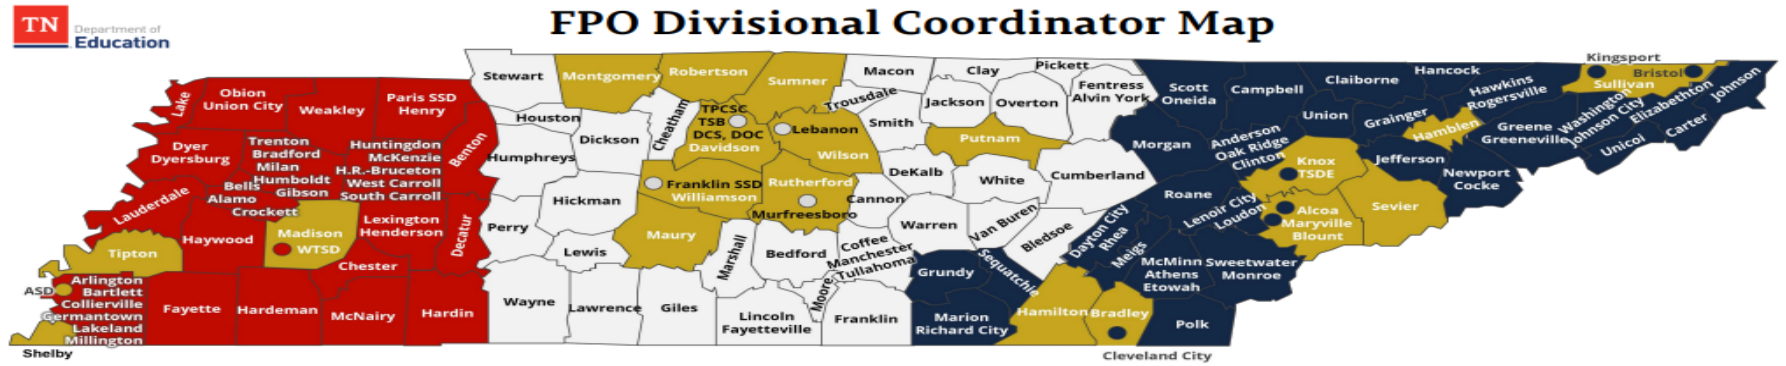 FPO Divisional Coordinator Map
TN
Department of
Education
Lake
Obion
Union City
Weakley
Paris SSD
Henry
Dyer
Dyersburg
Trenton
Bradford
Milan
Humboldt
Gibson
Huntingdon
McKenzie
H.R.-Bruceton
West Carroll
South Carroll
Benton
Lauderdale
Bells
Alamo
Crockett
Haywood
Madison
WTSD
Lexington
Henderson
Decatur
Chester
Tipton
ASD
Arlington
Bartlett
Collierville
Germantown
Lakeland
Millington
Shelby
Fayette
Hardeman
McNairy
Hardin
Stewart
Montgomery
Robertson
Sumner
Houston
Humphreys
Dickson
Cheatham
TPCSC
TSB
DCS, DOC
Davidson
Lebanon
Wilson
Hickman
Franklin SSD
Williamson
Rutherford
Murfreesboro
Perry
Lewis
Maury
Marshall
Bedford
Wayne
Lawrence
Giles
Lincoln
Fayetteville
Moore
Franklin
Coffee
Manchester
Tullahoma
Cannon
Warren
Macon
Trousdale
Smith
Clay
Jackson
Pickett
Overton
Fentress
Alvin York
Putnam
DeKalb
White
Cumberland
Van Buren
Bledsoe
Grundy
Sequatchie
Marion
Richard City
Hamilton
Bradley
Cleveland City
Polk
Scott
Oneida
Campbell
Claiborne
Hancock
Hawkins
Rogersville
Kingsport
Bristol
Sullivan
Johnson
Washington
Johnson City
Elizabethton
Carter
Unicoi
Greene
Greeneville
Hamblen
Grainger
Union
Anderson
Oak Ridge
Clinton
Morgan
Knox
TSDE
Jefferson
Newport
Cocke
Sevier
Alcoa
Maryville
Blount
Roane
Lenoir City
Loudon
Dayton City
Rhea
Meigs
McMinn
Athens
Etowah
Sweetwater
Monroe